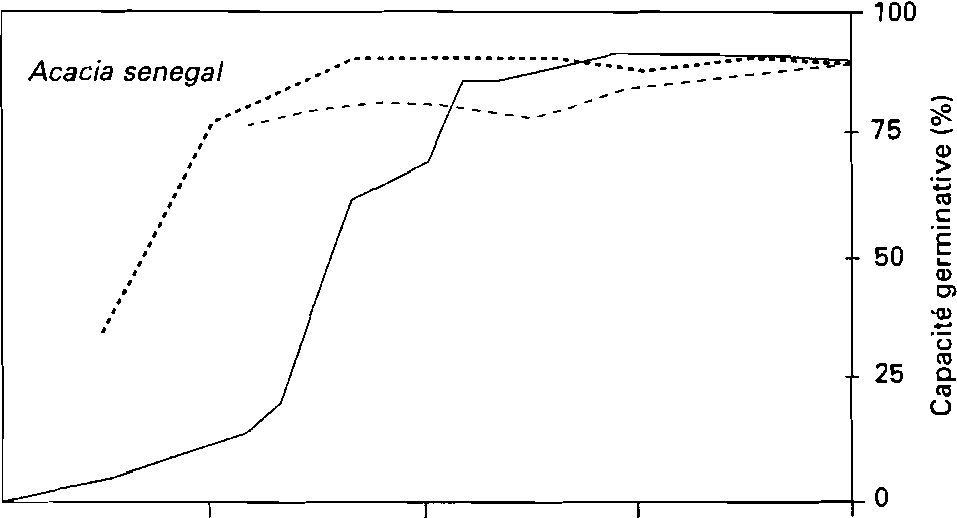 Acacia senegal
100
75
50
25
0
Capacité germinative (%)